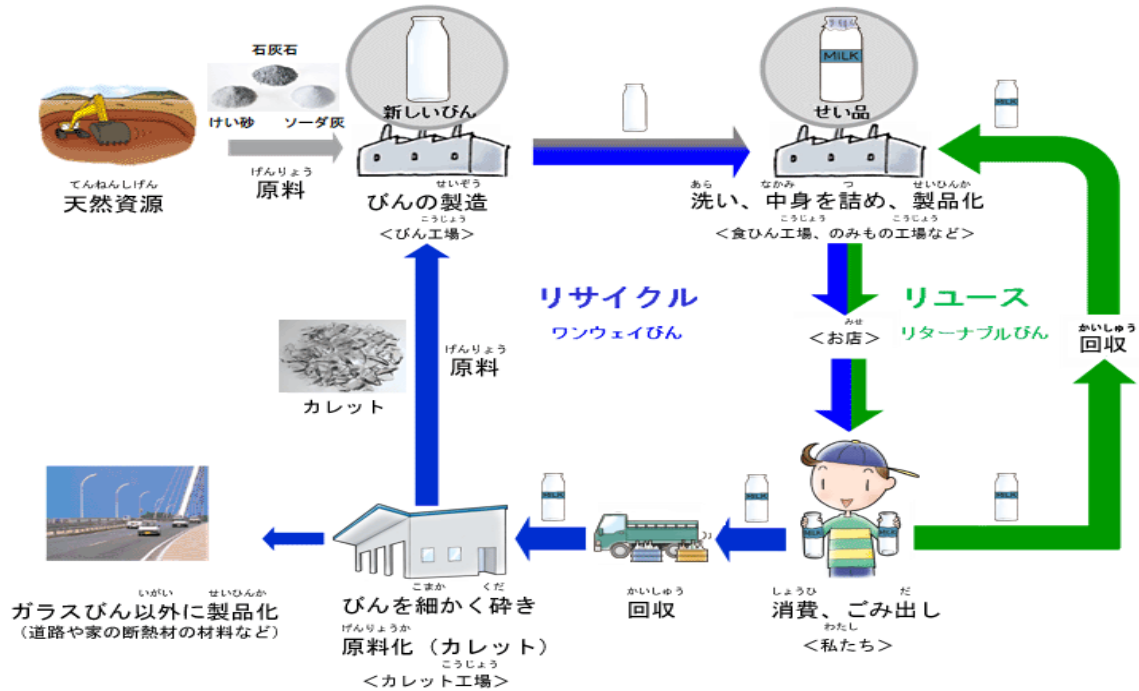 石灰石
けい砂
ソーダ灰
新しいびん
MiLK
せい品
MILK
てんねんしげん
天然資源
げんりょう
原料
せいぞう
びんの製造
こうじょう
＜びん工場＞
あら なかみ つ せいひんか
洗い、中身を詰め、製品化
こうじょう こうじょう
＜食ひん工場、のみもの工場など＞
リサイクル
ワンウェイびん
リユース
リターナブルびん
みせ
＜お店＞
かいしゅう
回収
げんりょう
原料
カレット
MILK
MILK
MILK
MILK
MILK
いがい せいひんか
ガラスびん以外に製品化
（道路や家の断熱材の材料など）
こまか くだ
びんを細かく砕き
げんりょうか
原料化（カレット）
こうじょう
＜カレット工場＞
かいしゅう
回収
しょうひ だ
消費、ごみ出し
わたし
＜私たち＞